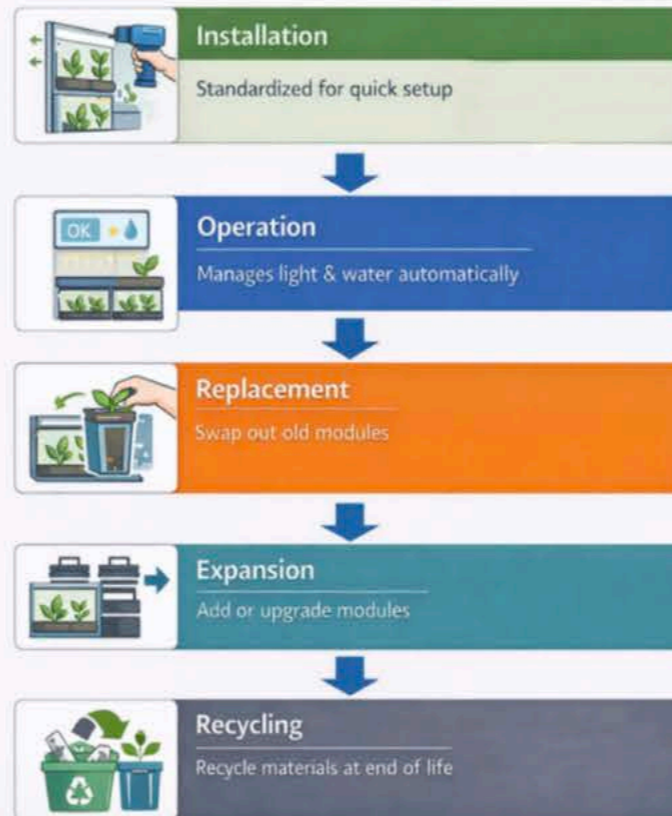 Installation
Standardized for quick setup
OK
Operation
Manages light & water automatically
Replacement
Swap out old modules
Expansion
Add or upgrade modules
Recycling
Recycle materials at end of life